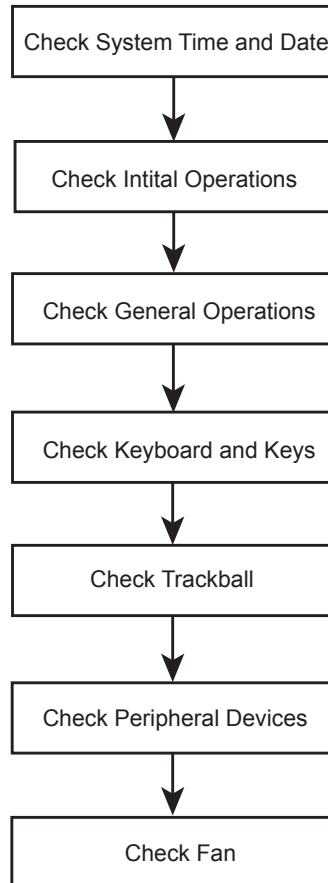 Check System Time and Date
Check Intital Operations
Check General Operations
Check Keyboard and Keys
Check Trackball
Check Peripheral Devices
Check Fan